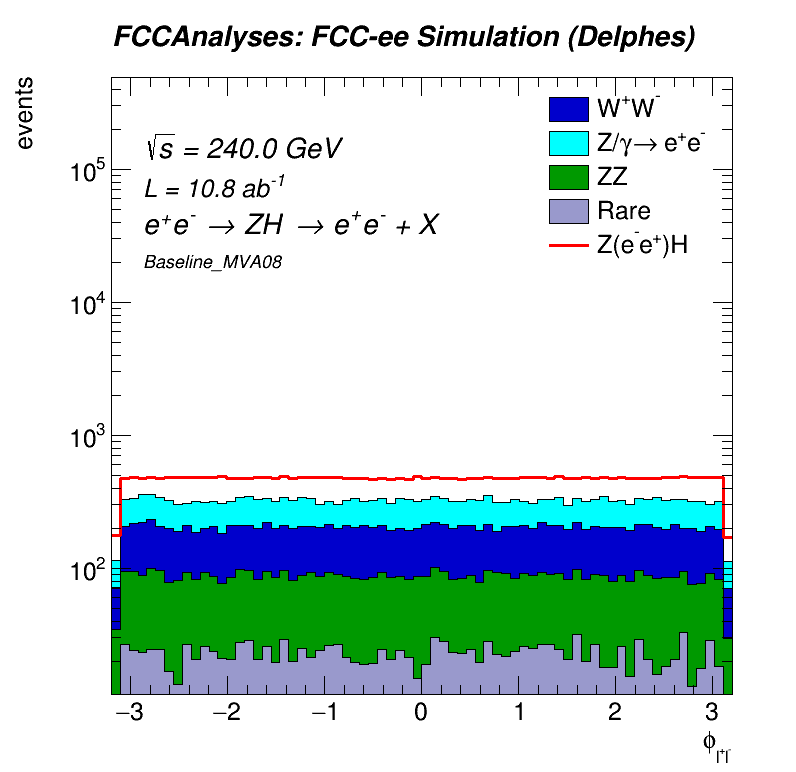 FCCAnalyses: FCC-ee Simulation (Delphes)
events
√s = 240.0 GeV
L = 10.8 ab⁻¹
e⁺e⁻ → ZH → e⁺e⁻ + X
Baseline_MVA08
W⁺W⁻
Z/γ→ e⁺e⁻
ZZ
Rare
Z(e⁻e⁺)H
10⁵
10⁴
10³
10²
−3 −2 −1 0 1 2 3
ϕ_l⁺l⁻